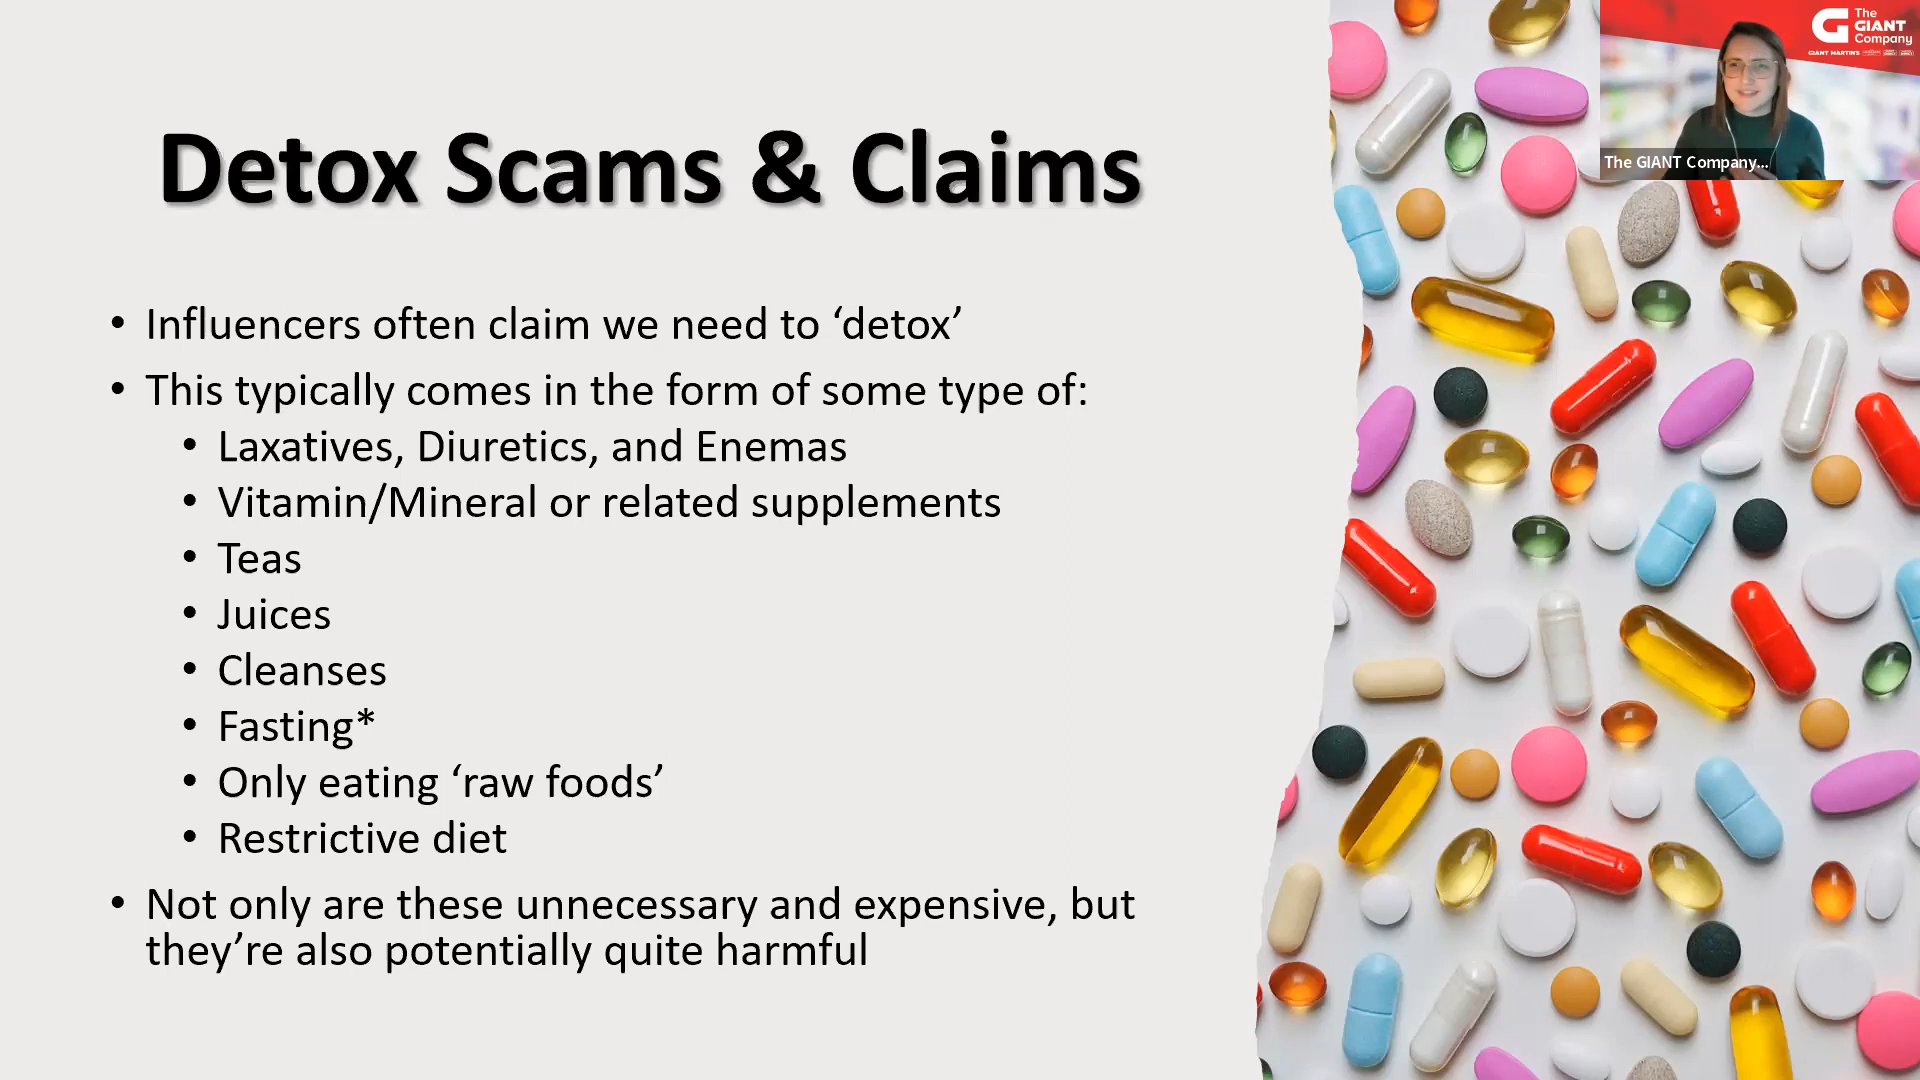 Detox Scams & Claims
• Influencers often claim we need to ‘detox’
• This typically comes in the form of some type of:
• Laxatives, Diuretics, and Enemas
• Vitamin/Mineral or related supplements
• Teas
• Juices
• Cleanses
• Fasting*
• Only eating ‘raw foods’
• Restrictive diet
• Not only are these unnecessary and expensive, but
they’re also potentially quite harmful
The
GIANT
Company
GIANT MARTIN'S
The GIANT Company...